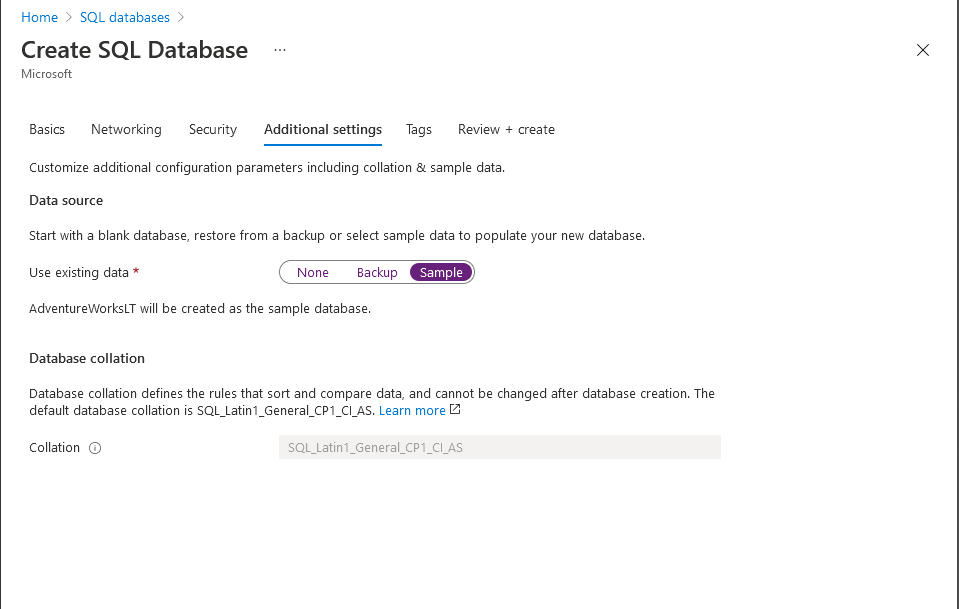 Home > SQL databases >
Create SQL Database ...
Microsoft
Basics Networking Security Additional settings Tags Review + create
Customize additional configuration parameters including collation & sample data.
Data source
Start with a blank database, restore from a backup or select sample data to populate your new database.
Use existing data * None Backup Sample
AdventureWorksLT will be created as the sample database.
Database collation
Database collation defines the rules that sort and compare data, and cannot be changed after database creation. The
default database collation is SQL_Latin1_General_CP1_CI_AS. Learn more
Collation SQL_Latin1_General_CP1_CI_AS